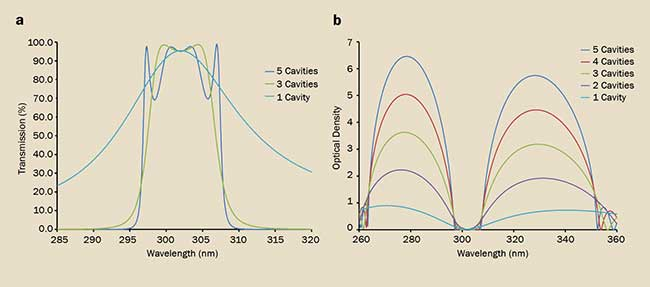 a
100.0
90.0
80.0
70.0
60.0
50.0
40.0
30.0
20.0
10.0
0.0
Transmission (%)
285 290 295 300 305 310 315 320
Wavelength (nm)
5 Cavities
3 Cavities
1 Cavity
b
7
6
5
4
3
2
1
0
Optical Density
260 280 300 320 340 360
Wavelength (nm)
5 Cavities
4 Cavities
3 Cavities
2 Cavities
1 Cavity